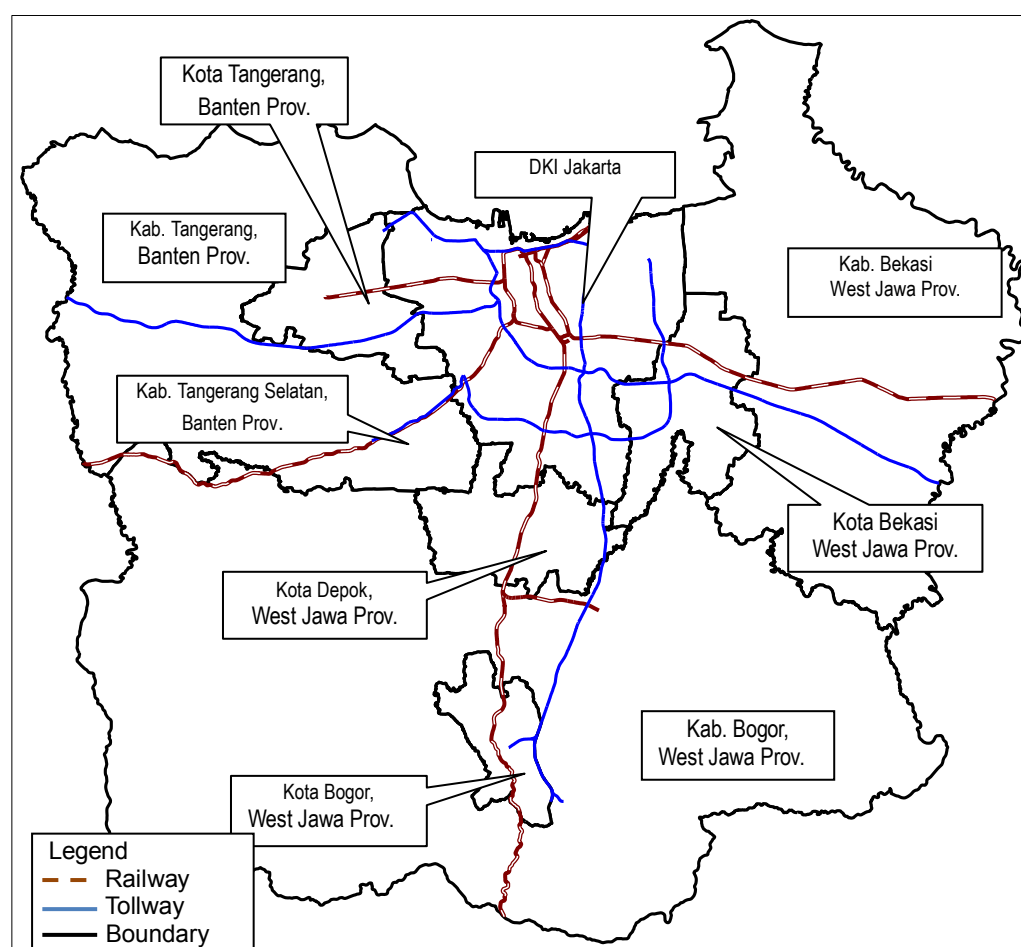 Kota Tangerang,
Banten Prov.
DKI Jakarta
Kab. Tangerang,
Banten Prov.
Kab. Bekasi
West Jawa Prov.
Kab. Tangerang Selatan,
Banten Prov.
Kota Bekasi
West Jawa Prov.
Kota Depok,
West Jawa Prov.
Kab. Bogor,
West Jawa Prov.
Kota Bogor,
West Jawa Prov.
Legend
Railway
Tollway
Boundary